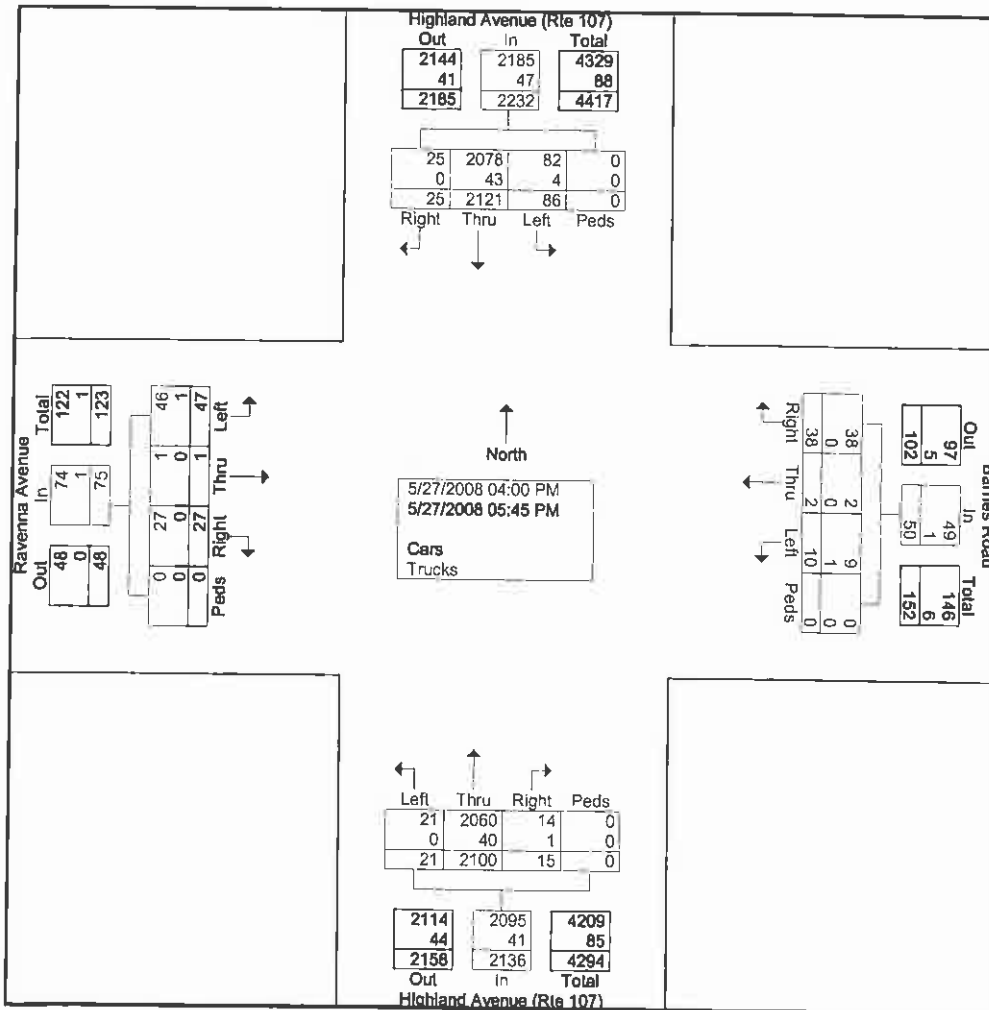 Highland Avenue (Rte 107)
Out In Total
2144 2185 4329
41 47 88
2185 2232 4417
25 2078 82 0
0 43 4 0
25 2121 86 0
Right Thru Left Peds
Ravenna Avenue
Total In Out
122 74 48
1 1 0
123 75 48
46 1 27 0
1 0 0 0
47 1 27 0
Left Thru Right Peds
North
5/27/2008 04:00 PM
5/27/2008 05:45 PM
Cars
Trucks
Right Thru Left Peds
38 2 9 0
0 0 1 0
38 2 10 0
Out In Total
97 49 146
5 1 6
102 50 152
Barnes Road
Left Thru Right Peds
21 2060 14 0
0 40 1 0
21 2100 15 0
2114 2095 4209
44 41 85
2158 2136 4294
Out In Total
Highland Avenue (Rte 107)